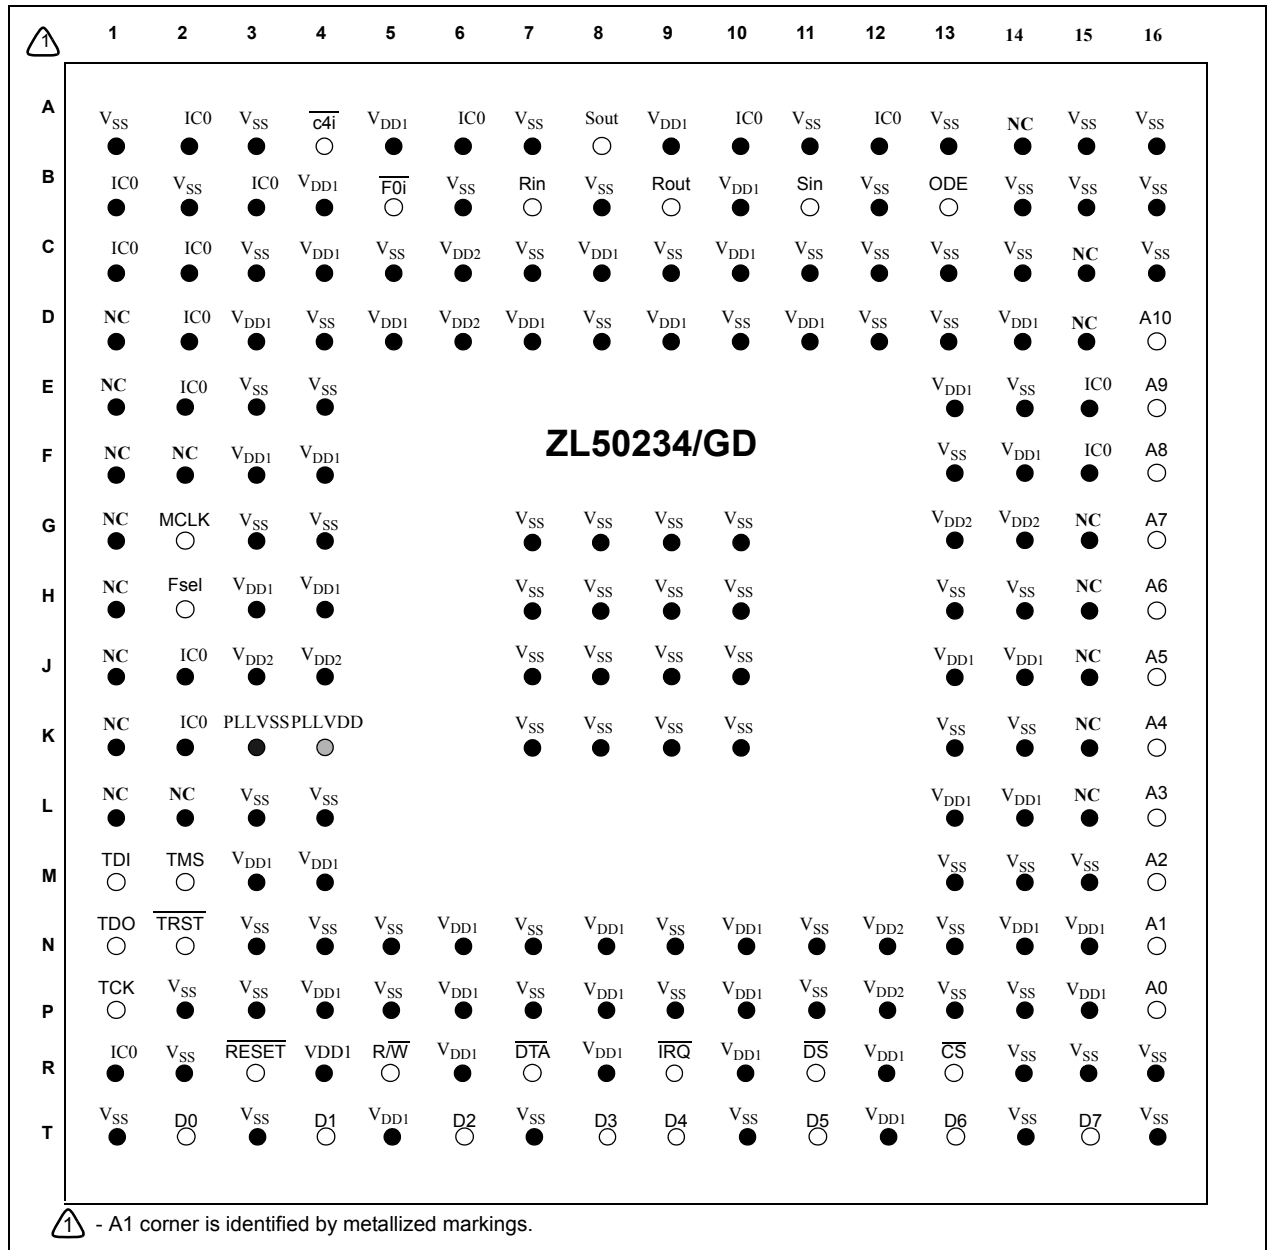 1 1 2 3 4 5 6 7 8 9 10 11 12 13 14 15 16
A VSS IC0 VSS c4i VDD1 IC0 VSS Sout VDD1 IC0 VSS IC0 VSS NC VSS VSS
B IC0 VSS IC0 VDD1 F0i VSS Rin VSS Rout VDD1 Sin VSS ODE VSS VSS VSS
C IC0 IC0 VSS VDD1 VSS VDD2 VSS VDD1 VSS VDD1 VSS VSS VSS VSS NC VSS
D NC IC0 VDD1 VSS VDD1 VDD2 VDD1 VSS VDD1 VSS VDD1 VSS VSS VDD1 NC A10
E NC IC0 VSS VSS VDD1 VSS IC0 A9
ZL50234/GD
F NC NC VDD1 VDD1 VSS VDD1 IC0 A8
G NC MCLK VSS VSS VSS VSS VSS VSS VDD2 VDD2 NC A7
H NC Fsel VDD1 VDD1 VSS VSS VSS VSS VSS VSS NC A6
J NC IC0 VDD2 VDD2 VSS VSS VSS VSS VDD1 VDD1 NC A5
K NC IC0 PLLVSS PLLVDD VSS VSS VSS VSS VSS VSS NC A4
L NC NC VSS VSS VDD1 VDD1 NC A3
M TDI TMS VDD1 VDD1 VSS VSS VSS A2
N TDO TRST VSS VSS VSS VDD1 VSS VDD1 VSS VDD1 VSS VDD2 VSS VDD1 VDD1 A1
P TCK VSS VSS VDD1 VSS VDD1 VSS VDD1 VSS VDD1 VSS VDD2 VSS VSS VDD1 A0
R IC0 VSS RESET VDD1 R/W VDD1 DTA VDD1 IRQ VDD1 DS VDD1 CS VSS VSS VSS
T VSS D0 VSS D1 VDD1 D2 VSS D3 D4 VSS D5 VDD1 D6 VSS D7 VSS
1 - A1 corner is identified by metallized markings.